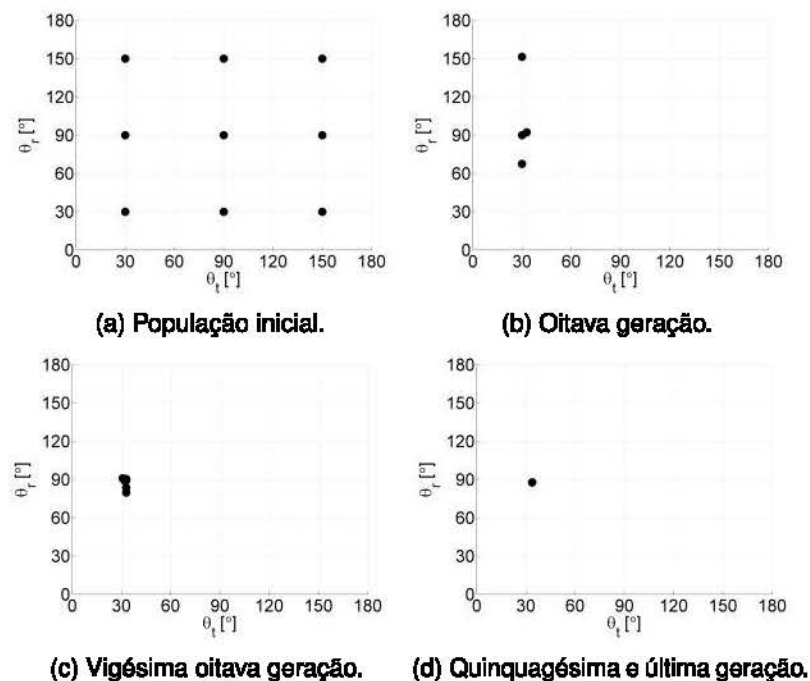 180
150
120
90
60
30
0
θr [°]
0 30 60 90 120 150 180
θt [°]
(a) População inicial.
180
150
120
90
60
30
0
θr [°]
0 30 60 90 120 150 180
θt [°]
(b) Oitava geração.
180
150
120
90
60
30
0
θr [°]
0 30 60 90 120 150 180
θt [°]
(c) Vigésima oitava geração.
180
150
120
90
60
30
0
θr [°]
0 30 60 90 120 150 180
θt [°]
(d) Quinquagésima e última geração.